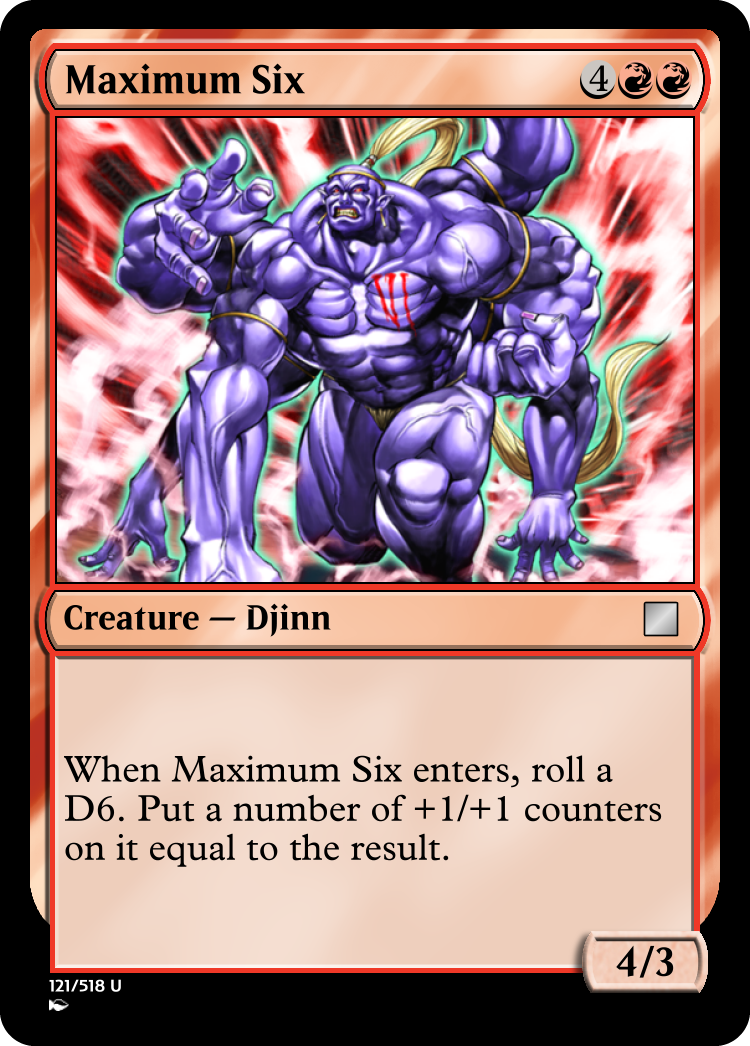 Maximum Six 4
Creature — Djinn
When Maximum Six enters, roll a
D6. Put a number of +1/+1 counters
on it equal to the result.
4/3
121/518 U